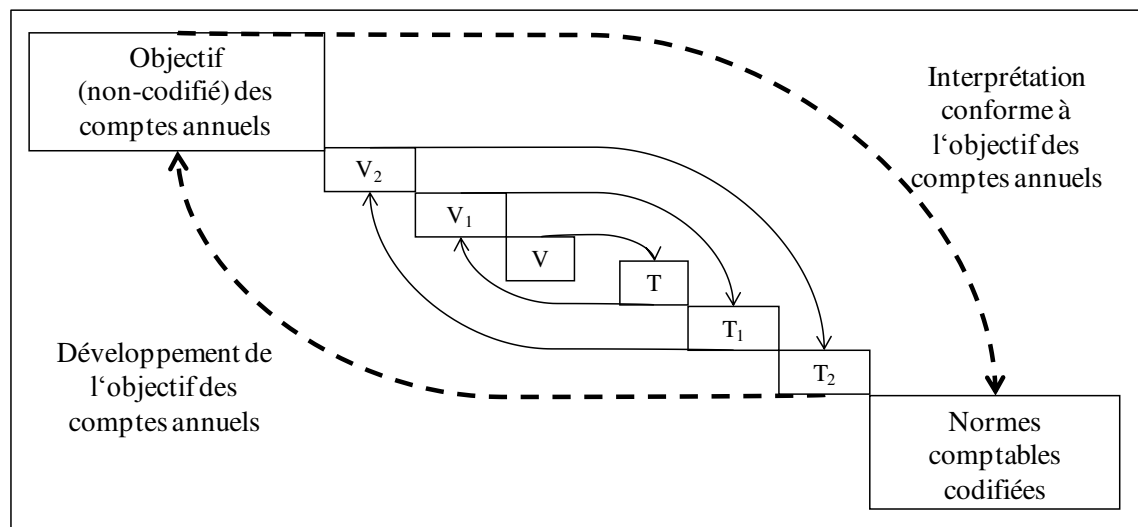 Objectif
(non-codifié) des
comptes annuels
Interprétation
conforme à
l‘objectif des
comptes annuels
V₂
V₁
V
T
T₁
T₂
Développement de
l‘objectif des
comptes annuels
Normes
comptables
codifiées